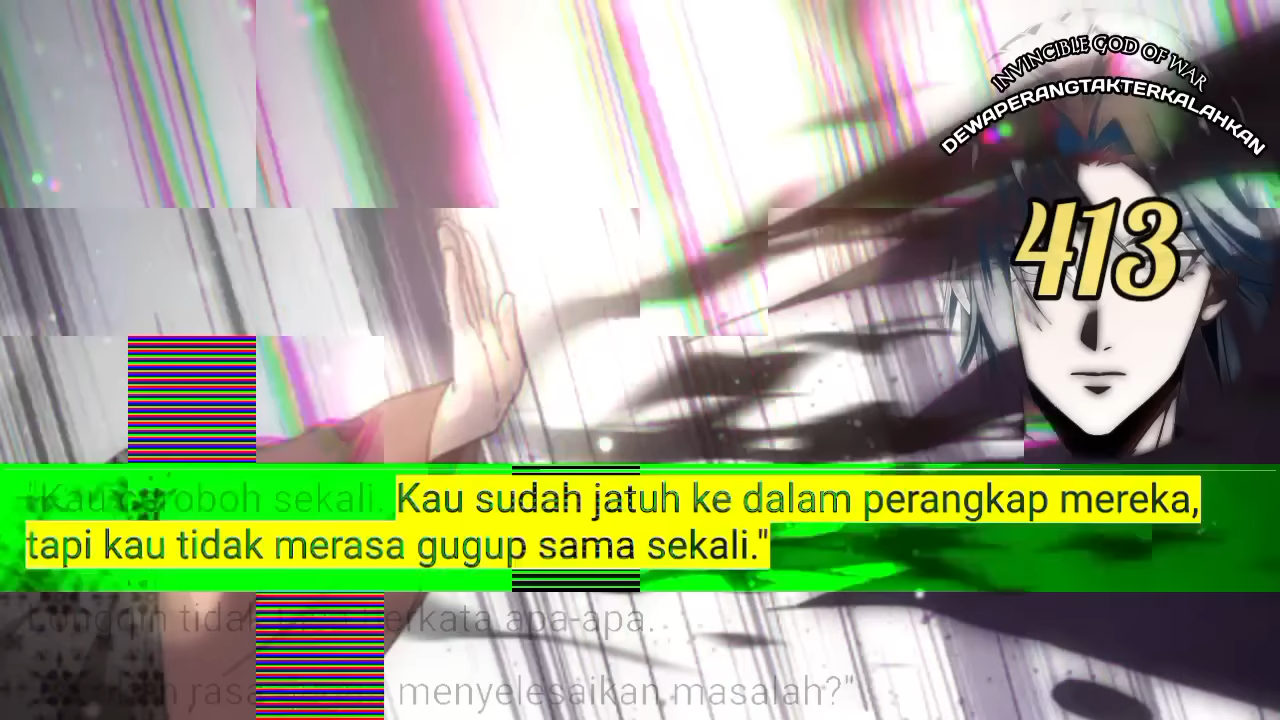 INVINCIBLE GOD OF WAR
DEWAPERANGTAKTERKALAHKAN
413
"Kau ceroboh sekali. Kau sudah jatuh ke dalam perangkap mereka,
tapi kau tidak merasa gugup sama sekali."
tidak berkata apa-apa.
rasa menyelesaikan masalah?"